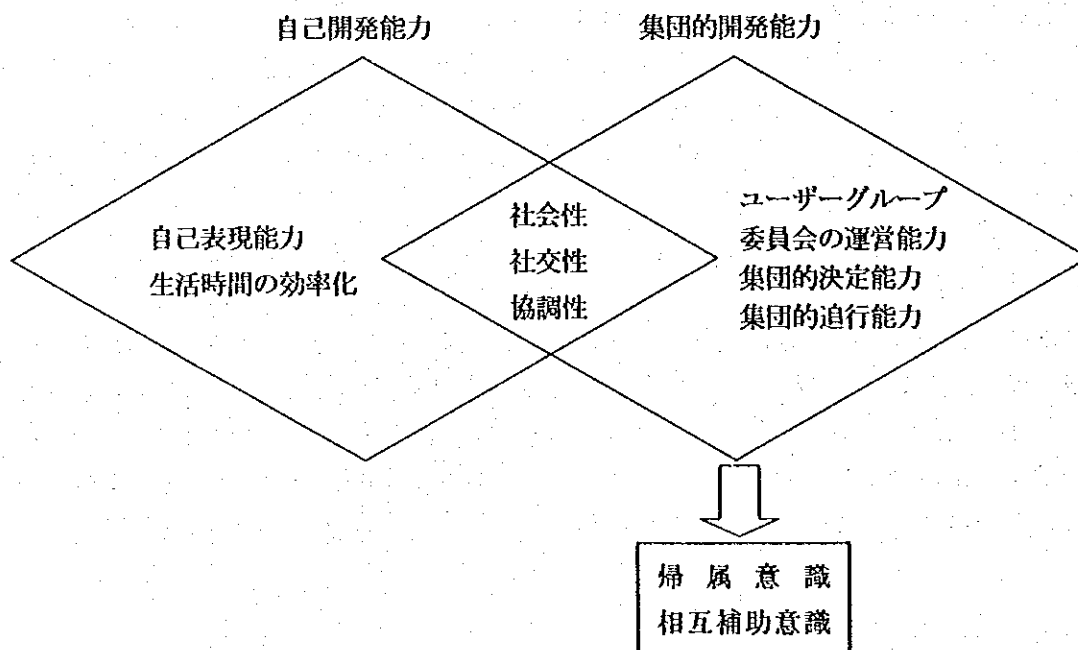 自己開発能力
集団的開発能力
自己表現能力
生活時間の効率化
社会性
社交性
協調性
ユーザーグループ
委員会の運営能力
集団的決定能力
集団的追行能力
帰属意識
相互補助意識